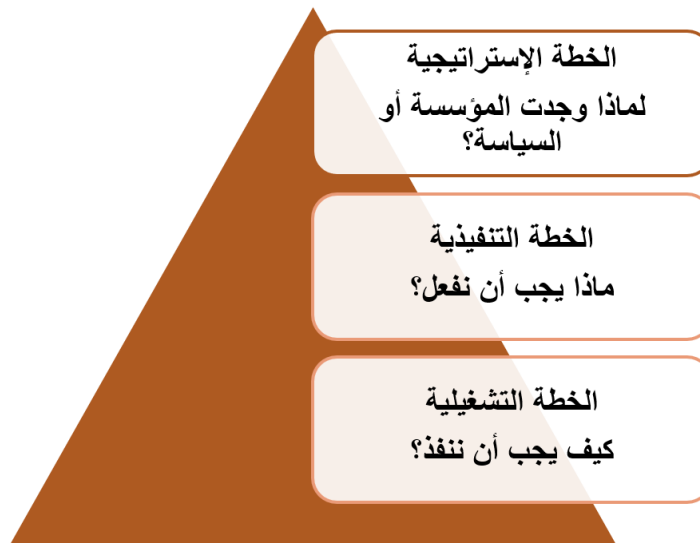 الخطة الإستراتيجية
لماذا وجدت المؤسسة أو
السياسة؟
الخطة التنفيذية
ماذا يجب أن نفعل؟
الخطة التشغيلية
كيف يجب أن ننفذ؟